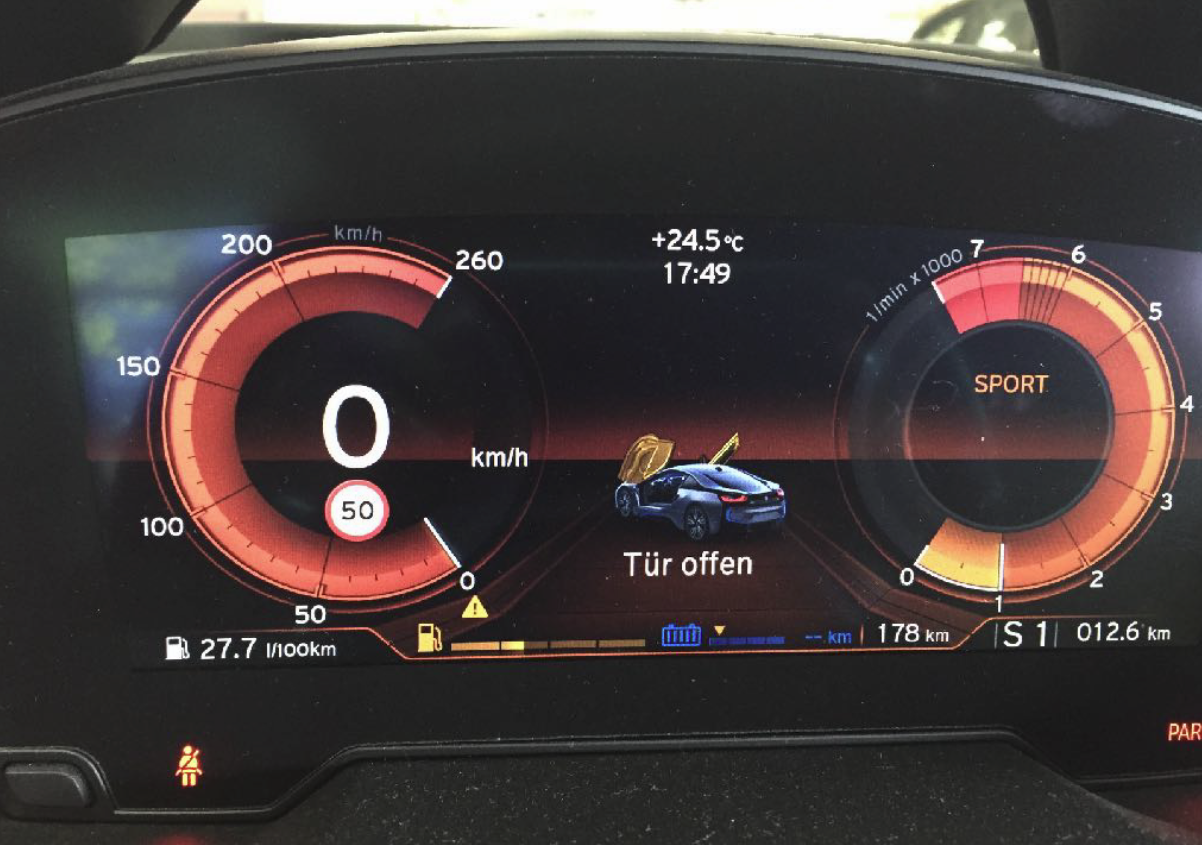 km/h
200
260
150
100
50
0
0
km/h
50
+24.5°C
17:49
Tür offen
1/min x 1000
7
6
5
4
3
2
1
0
SPORT
27.7 l/100km
-- km
178 km
S 1
012.6 km
PAR